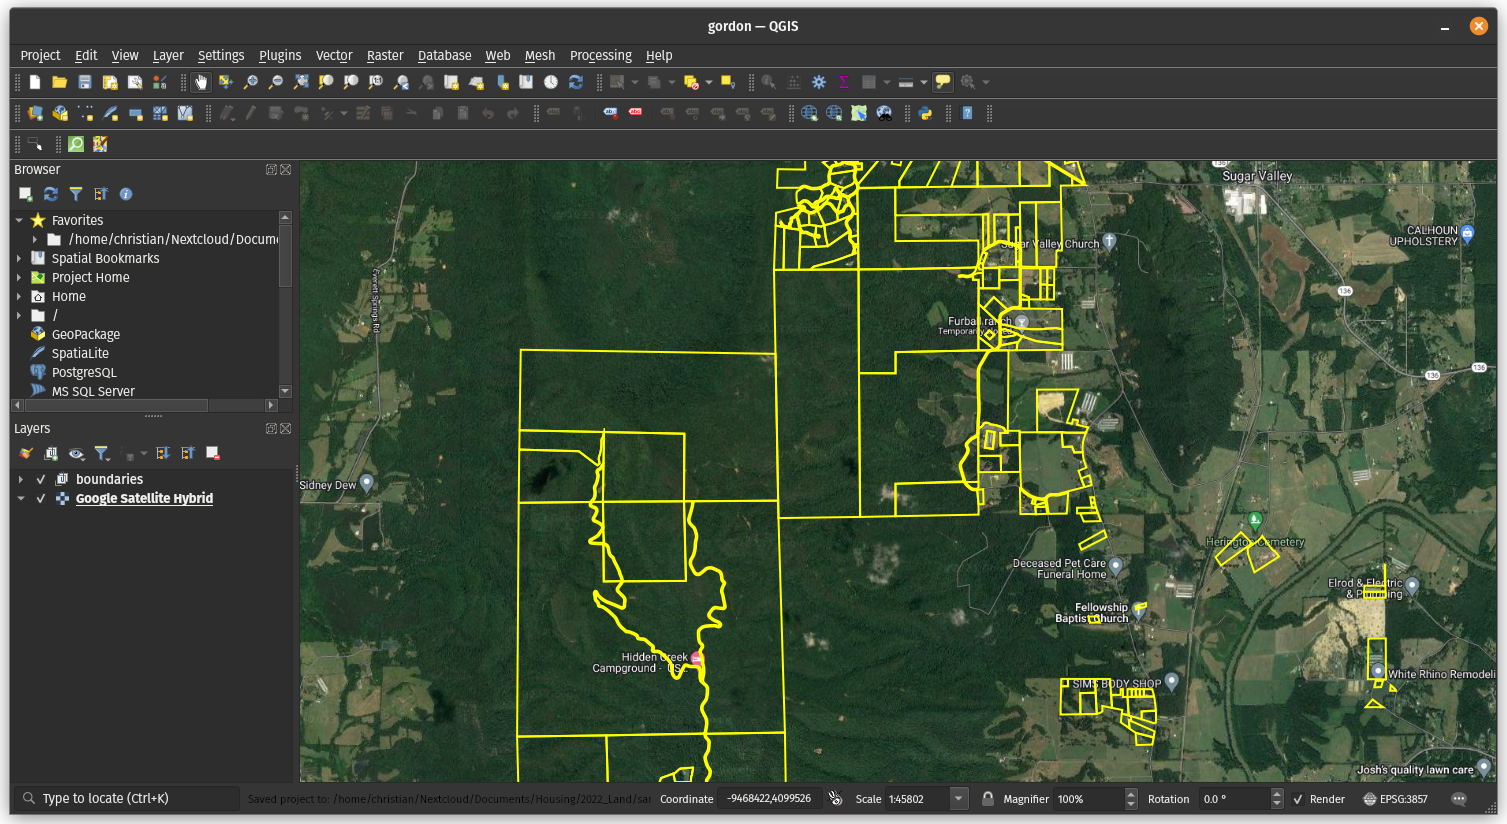 gordon — QGIS
Project Edit View Layer Settings Plugins Vector Raster Database Web Mesh Processing Help
Browser
Favorites
/home/christian/Nextcloud/Docume
Spatial Bookmarks
Project Home
Home
/
GeoPackage
SpatiaLite
PostgreSQL
MS SQL Server
Layers
boundaries
Google Satellite Hybrid
Sugar Valley
CALHOUN
UPHOLSTERY
Sugar Valley Church
136
Everett Springs Rd
Furball ranch
Temporarily closed
136
136
Sidney Dew
Herington Cemetery
Deceased Pet Care
Funeral Home
Elrod & Electric
& Plumbing
Fellowship
Baptist Church
Hidden Creek
Campground - US
White Rhino Remodeli
SIMS BODY SHOP
Josh's quality lawn care
Type to locate (Ctrl+K) Saved project to: /home/christian/Nextcloud/Documents/Housing/2022_Land/sar Coordinate -9468422,4099526 Scale 1:45802 Magnifier 100% Rotation 0.0 ° Render EPSG:3857